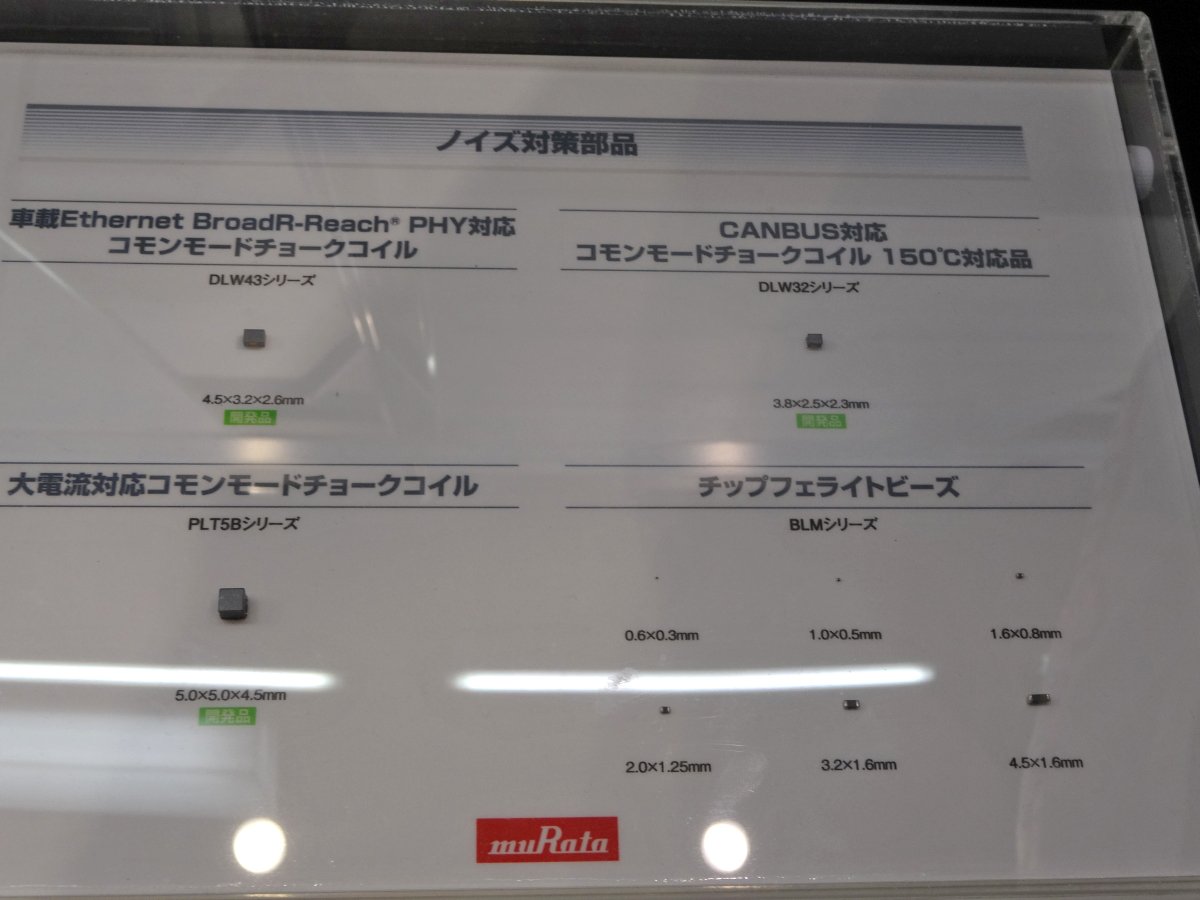 ノイズ対策部品
車載Ethernet BroadR-Reach® PHY対応
コモンモードチョークコイル
DLW43シリーズ
4.5×3.2×2.6mm
開発品
CANBUS対応
コモンモードチョークコイル 150℃対応品
DLW32シリーズ
3.8×2.5×2.3mm
開発品
大電流対応コモンモードチョークコイル
PLT5Bシリーズ
5.0×5.0×4.5mm
開発品
チップフェライトビーズ
BLMシリーズ
0.6×0.3mm
1.0×0.5mm
1.6×0.8mm
2.0×1.25mm
3.2×1.6mm
4.5×1.6mm
muRata